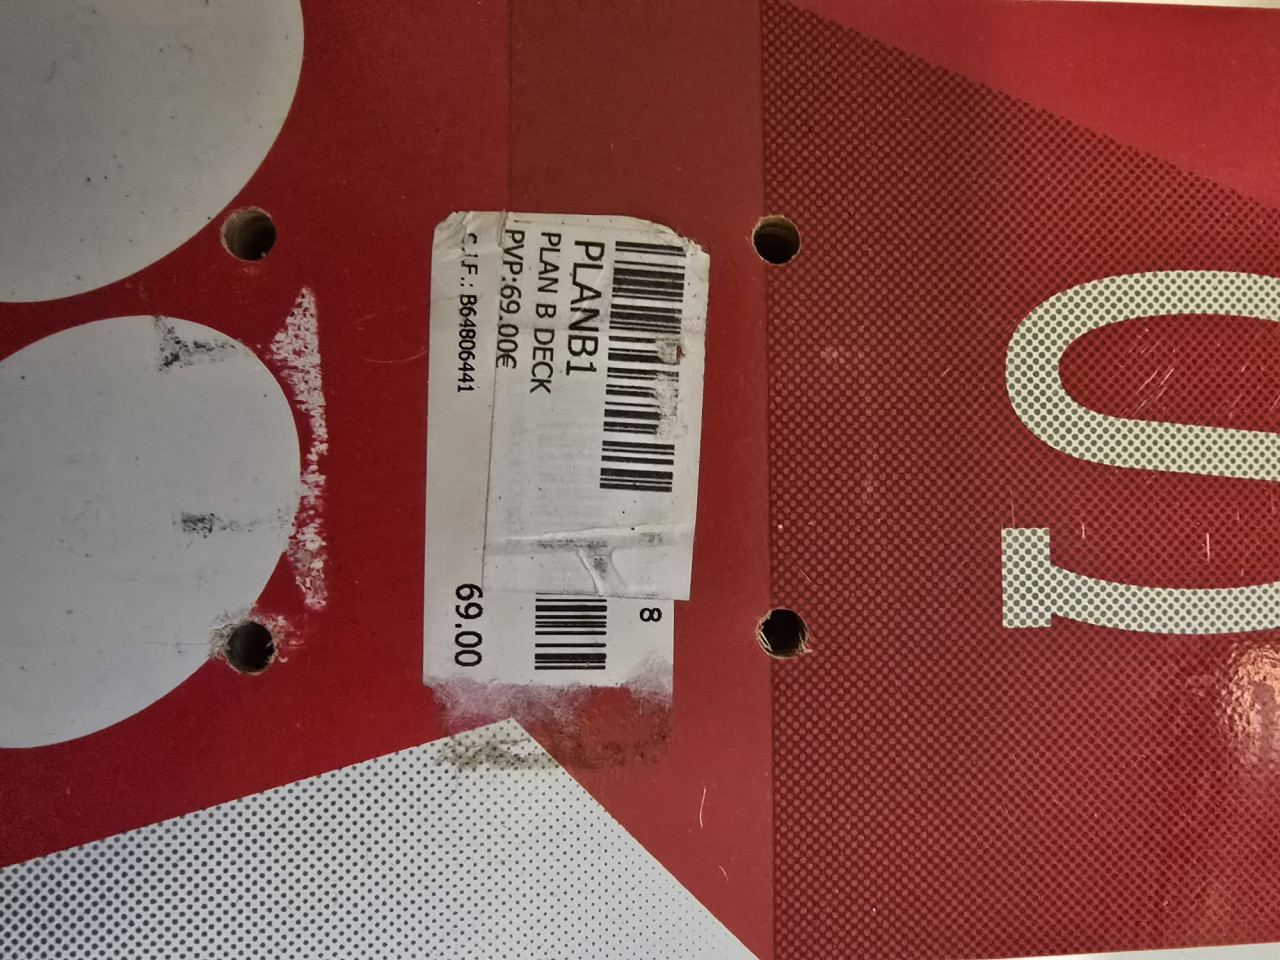 PLANB1
PLAN B DECK
PVP:69.00€
C.I.F.: B64806441
8
69.00